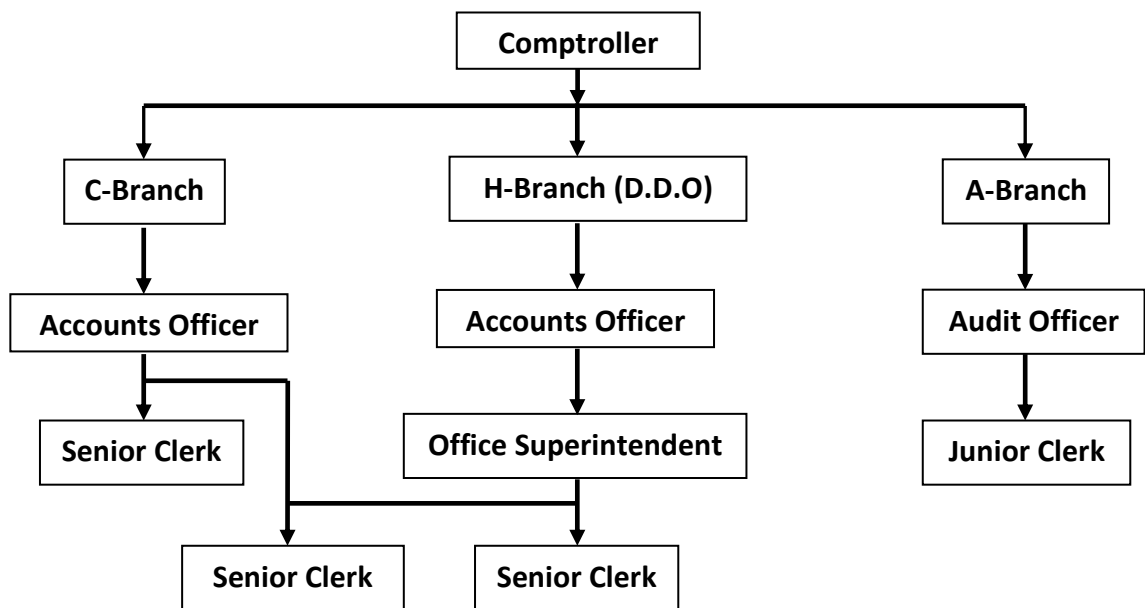 Comptroller
C-Branch
H-Branch (D.D.O)
A-Branch
Accounts Officer
Accounts Officer
Audit Officer
Senior Clerk
Office Superintendent
Junior Clerk
Senior Clerk
Senior Clerk